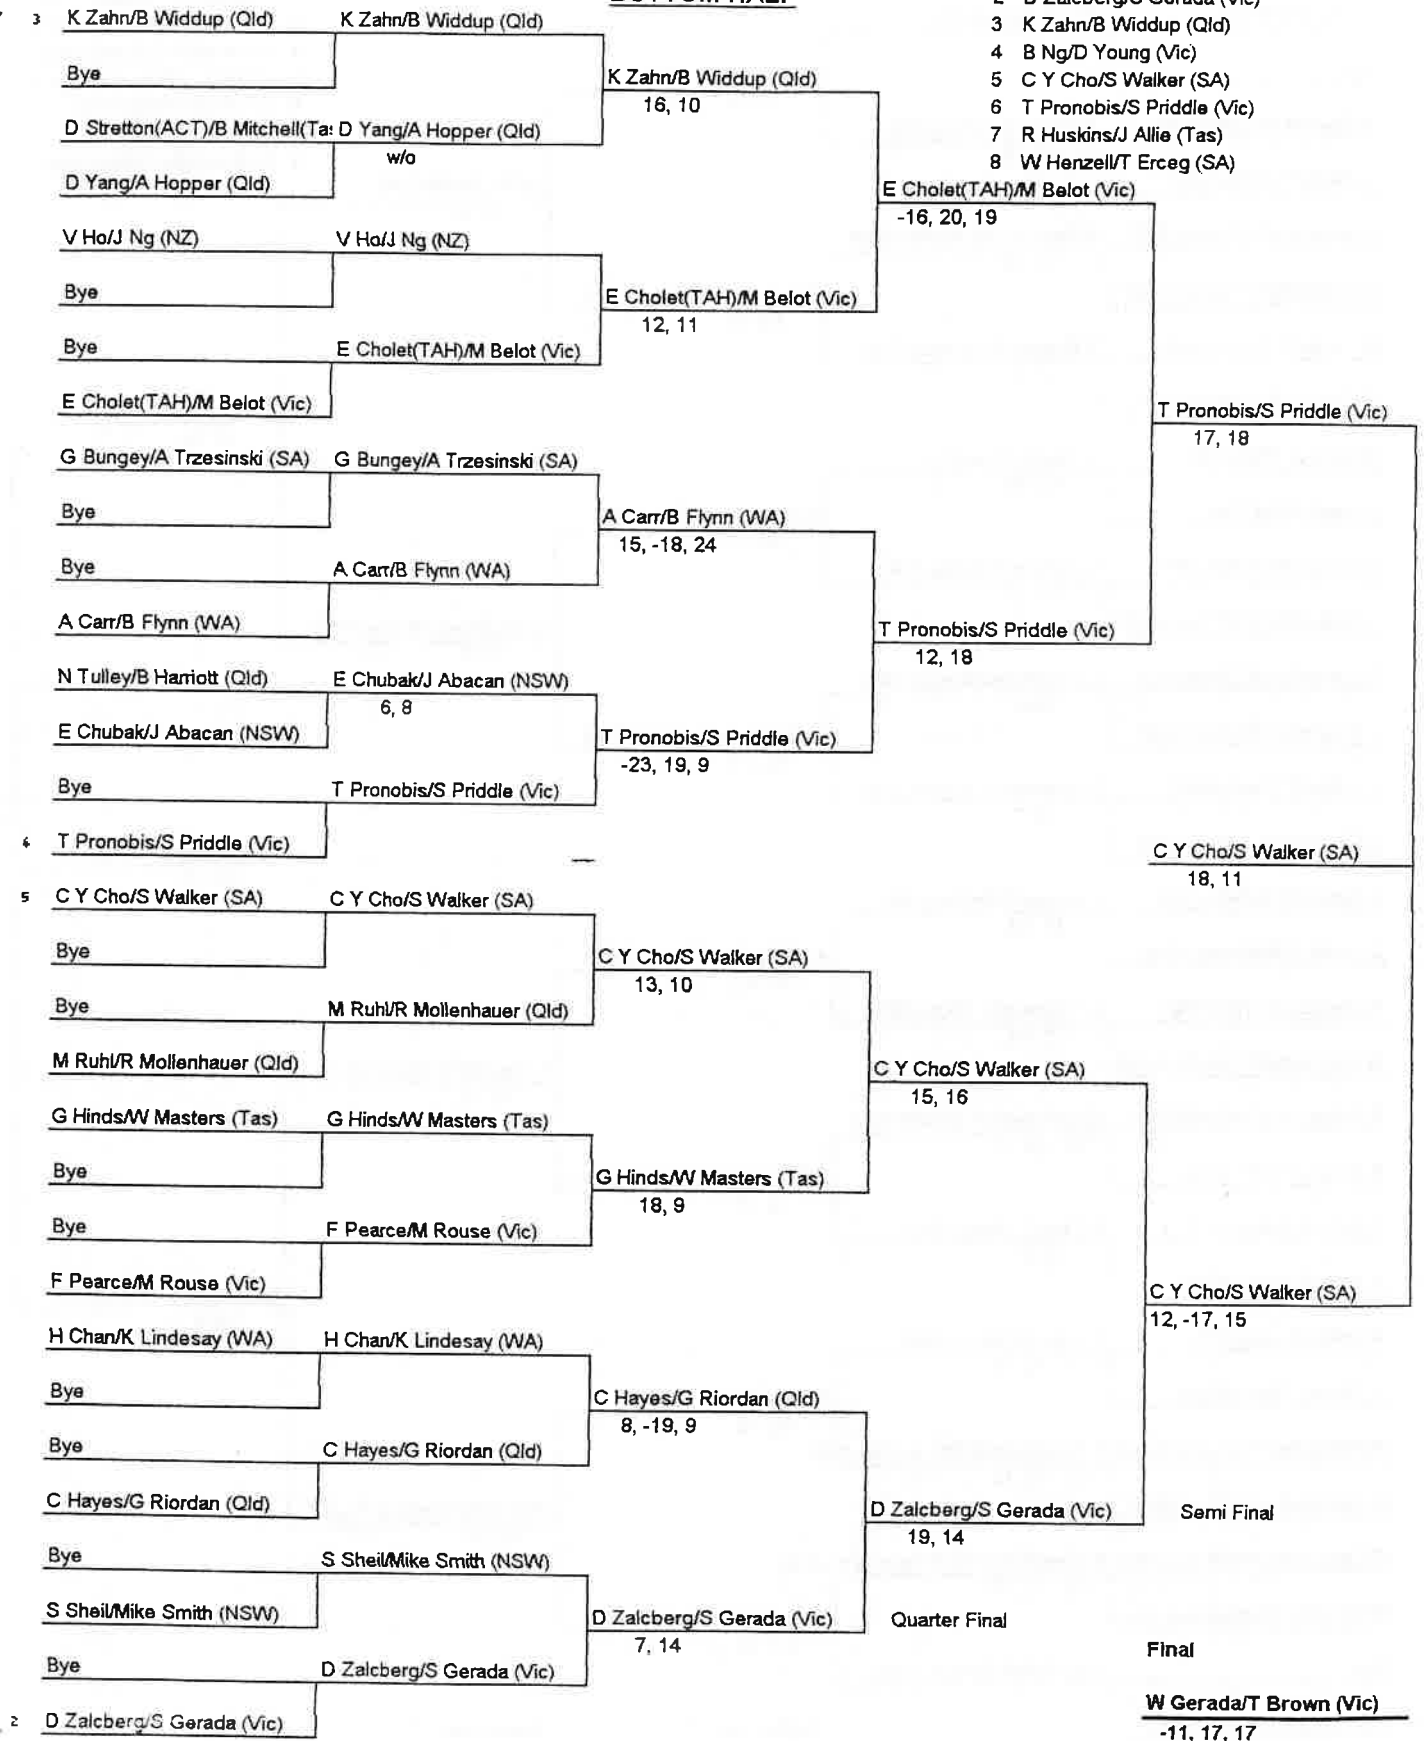 3 K Zahn/B Widdup (Qld)
K Zahn/B Widdup (Qld)
3 K Zahn/B Widdup (Qld)
4 B Ng/D Young (Vic)
5 C Y Cho/S Walker (SA)
6 T Pronobis/S Priddle (Vic)
7 R Huskins/J Allie (Tas)
8 W Henzell/T Erceg (SA)
Bye
K Zahn/B Widdup (Qld)
16, 10
D Stretton(ACT)/B Mitchell(Ta
D Yang/A Hopper (Qld)
w/o
D Yang/A Hopper (Qld)
E Cholet(TAH)/M Belot (Vic)
-16, 20, 19
V Ho/J Ng (NZ)
V Ho/J Ng (NZ)
Bye
E Cholet(TAH)/M Belot (Vic)
12, 11
Bye
E Cholet(TAH)/M Belot (Vic)
E Cholet(TAH)/M Belot (Vic)
T Pronobis/S Priddle (Vic)
17, 18
G Bungey/A Trzesinski (SA)
G Bungey/A Trzesinski (SA)
Bye
A Carr/B Flynn (WA)
15, -18, 24
Bye
A Carr/B Flynn (WA)
A Carr/B Flynn (WA)
T Pronobis/S Priddle (Vic)
12, 18
N Tulley/B Harriott (Qld)
E Chubak/J Abacan (NSW)
6, 8
E Chubak/J Abacan (NSW)
T Pronobis/S Priddle (Vic)
-23, 19, 9
Bye
T Pronobis/S Priddle (Vic)
T Pronobis/S Priddle (Vic)
C Y Cho/S Walker (SA)
18, 11
5 C Y Cho/S Walker (SA)
C Y Cho/S Walker (SA)
Bye
C Y Cho/S Walker (SA)
13, 10
Bye
M Ruhl/R Mollenhauer (Qld)
M Ruhl/R Mollenhauer (Qld)
C Y Cho/S Walker (SA)
15, 16
G Hinds/W Masters (Tas)
G Hinds/W Masters (Tas)
Bye
G Hinds/W Masters (Tas)
18, 9
Bye
F Pearce/M Rouse (Vic)
F Pearce/M Rouse (Vic)
C Y Cho/S Walker (SA)
12, -17, 15
H Chan/K Lindesay (WA)
H Chan/K Lindesay (WA)
Bye
C Hayes/G Riordan (Qld)
8, -19, 9
Bye
C Hayes/G Riordan (Qld)
C Hayes/G Riordan (Qld)
D Zalcberg/S Gerada (Vic)
19, 14
Semi Final
Bye
S Sheil/Mike Smith (NSW)
S Sheil/Mike Smith (NSW)
D Zalcberg/S Gerada (Vic)
7, 14
Quarter Final
Bye
D Zalcberg/S Gerada (Vic)
Final
2 D Zalcberg/S Gerada (Vic)
W Gerada/T Brown (Vic)
-11, 17, 17